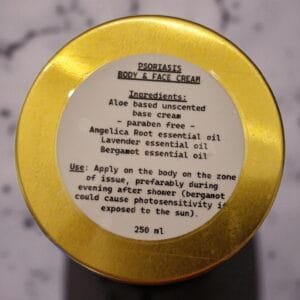 PSORIASIS
BODY & FACE CREAM
Ingredients:
Aloe based unscented
base cream
- paraben free -
Angelica Root essential oil
Lavender essential oil
Bergamot essential oil
Use: Apply on the body on the zone
of issue, preferably during
evening after shower (bergamot
could cause photosensitivity if
exposed to the sun).
250 ml